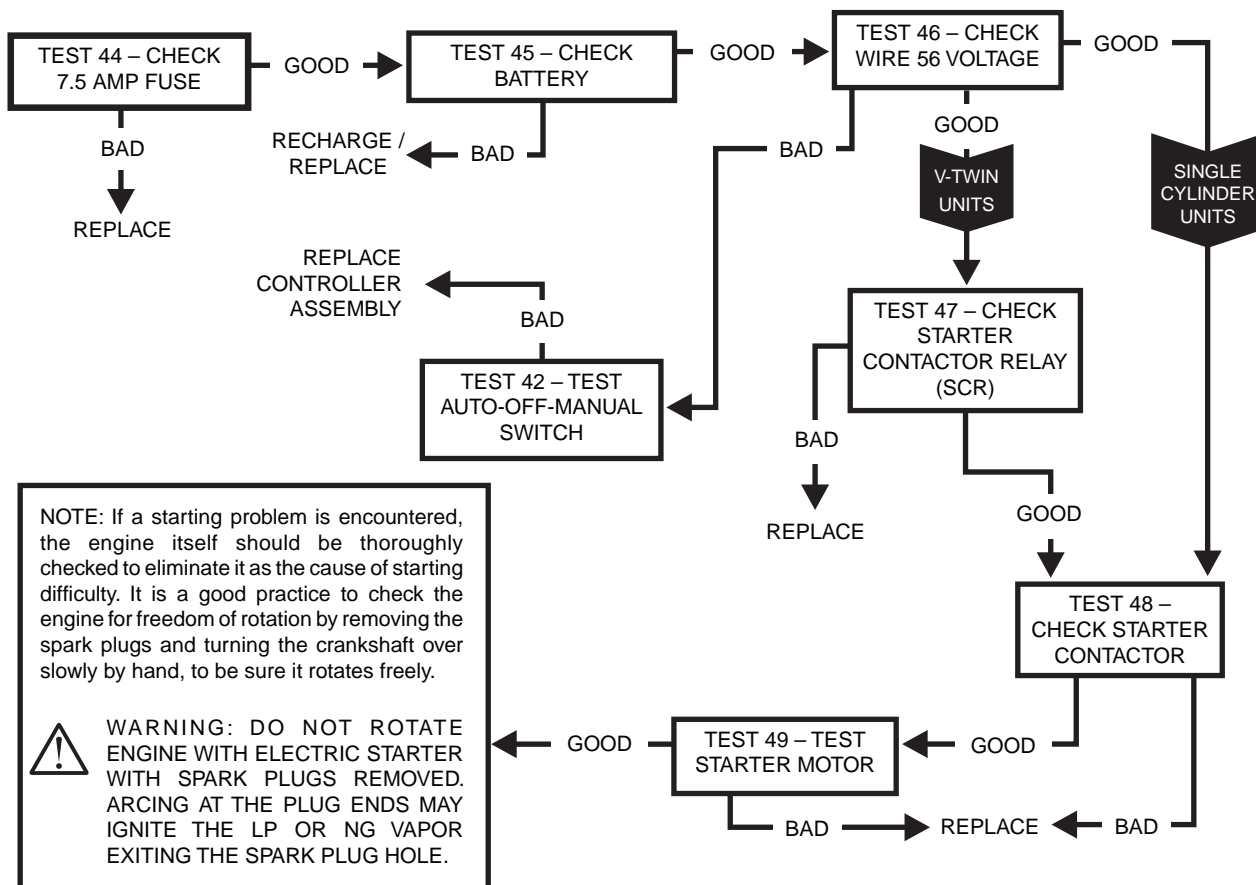 TEST 44 – CHECK
7.5 AMP FUSE
GOOD
BAD
REPLACE
TEST 45 – CHECK
BATTERY
GOOD
BAD
RECHARGE /
REPLACE
TEST 46 – CHECK
WIRE 56 VOLTAGE
GOOD
SINGLE
CYLINDER
UNITS
GOOD
V-TWIN
UNITS
BAD
TEST 42 – TEST
AUTO-OFF-MANUAL
SWITCH
BAD
REPLACE
CONTROLLER
ASSEMBLY
TEST 47 – CHECK
STARTER
CONTACTOR RELAY
(SCR)
BAD
REPLACE
GOOD
TEST 48 –
CHECK STARTER
CONTACTOR
GOOD
BAD
REPLACE
TEST 49 – TEST
STARTER MOTOR
BAD
GOOD
NOTE: If a starting problem is encountered,
the engine itself should be thoroughly
checked to eliminate it as the cause of starting
difficulty. It is a good practice to check the
engine for freedom of rotation by removing the
spark plugs and turning the crankshaft over
slowly by hand, to be sure it rotates freely.
WARNING: DO NOT ROTATE
ENGINE WITH ELECTRIC STARTER
WITH SPARK PLUGS REMOVED.
ARCING AT THE PLUG ENDS MAY
IGNITE THE LP OR NG VAPOR
EXITING THE SPARK PLUG HOLE.